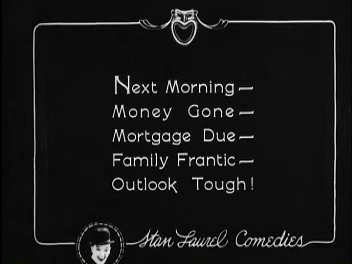 Next Morning—
Money Gone—
Mortgage Due—
Family Frantic—
Outlook Tough!
Stan Laurel Comedies